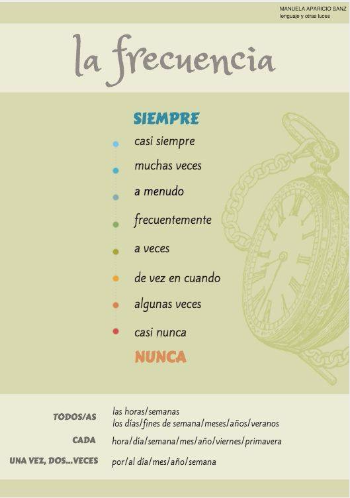 MANUELA APARICIO SANZ
lenguaje y otras luces
la frecuencia
SIEMPRE
casi siempre
muchas veces
a menudo
frecuentemente
a veces
de vez en cuando
algunas veces
casi nunca
NUNCA
TODOS/AS las horas/semanas
los días/fines de semana/meses/años/veranos
CADA hora/día/semana/mes/año/viernes/primavera
UNA VEZ, DOS...VECES por/al día/mes/año/semana